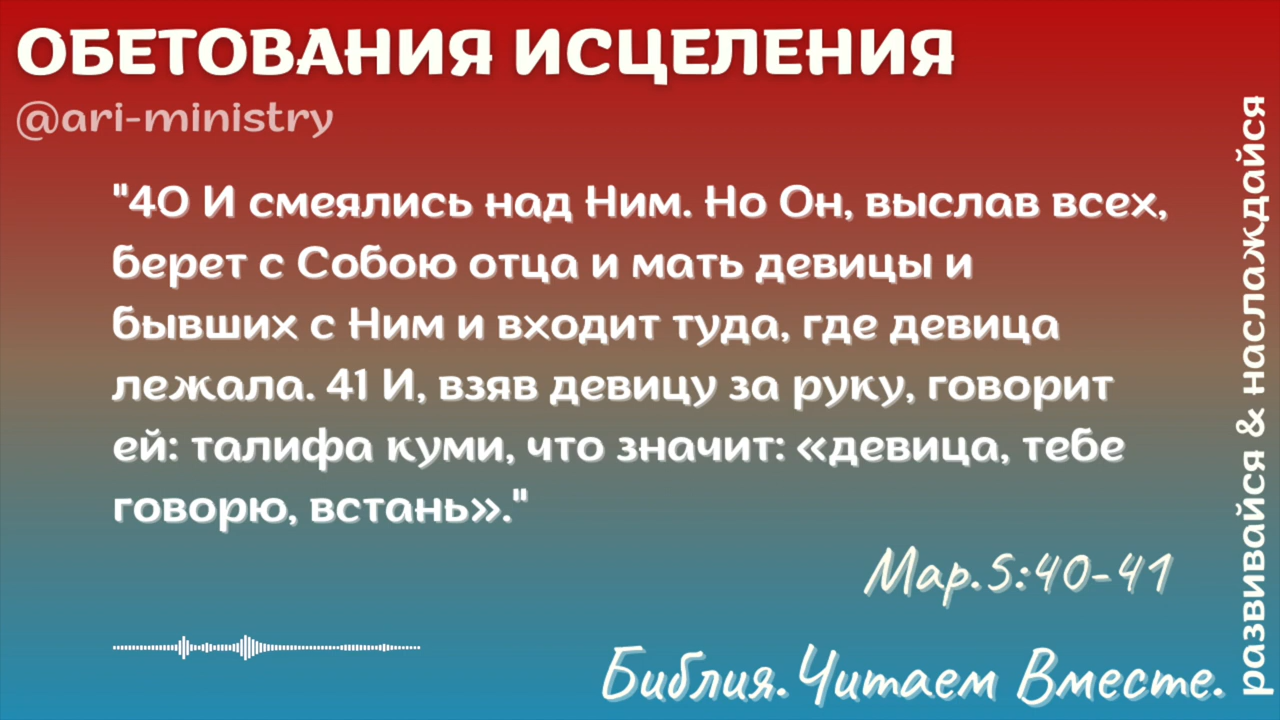 ОБЕТОВАНИЯ ИСЦЕЛЕНИЯ
@ari-ministry
"40 И смеялись над Ним. Но Он, выслав всех,
берет с Собою отца и мать девицы и
бывших с Ним и входит туда, где девица
лежала. 41 И, взяв девицу за руку, говорит
ей: талифа куми, что значит: «девица, тебе
говорю, встань»."
Мар.5:40-41
Библия.Читаем Вместе.
развивайся & наслаждайся